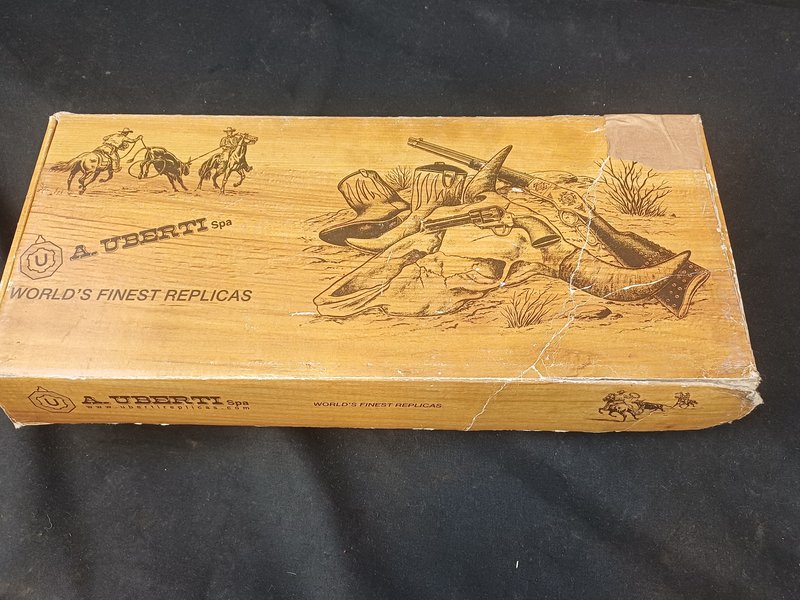 U
A. UBERTI Spa
WORLD'S FINEST REPLICAS
U
A. UBERTI Spa
www.ubertireplicas.com
WORLD'S FINEST REPLICAS